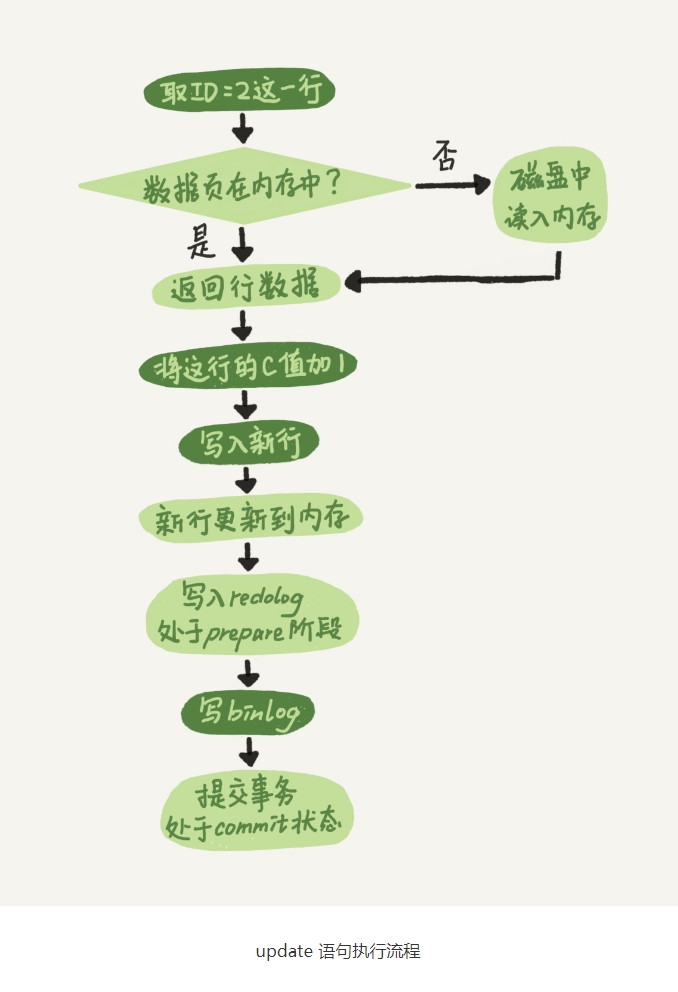 取ID=2这一行
数据页在内存中?
否
磁盘中
读入内存
是
返回行数据
将这行的C值加1
写入新行
新行更新到内存
写入redolog
处于prepare阶段
写binlog
提交事务
处于commit状态
update 语句执行流程